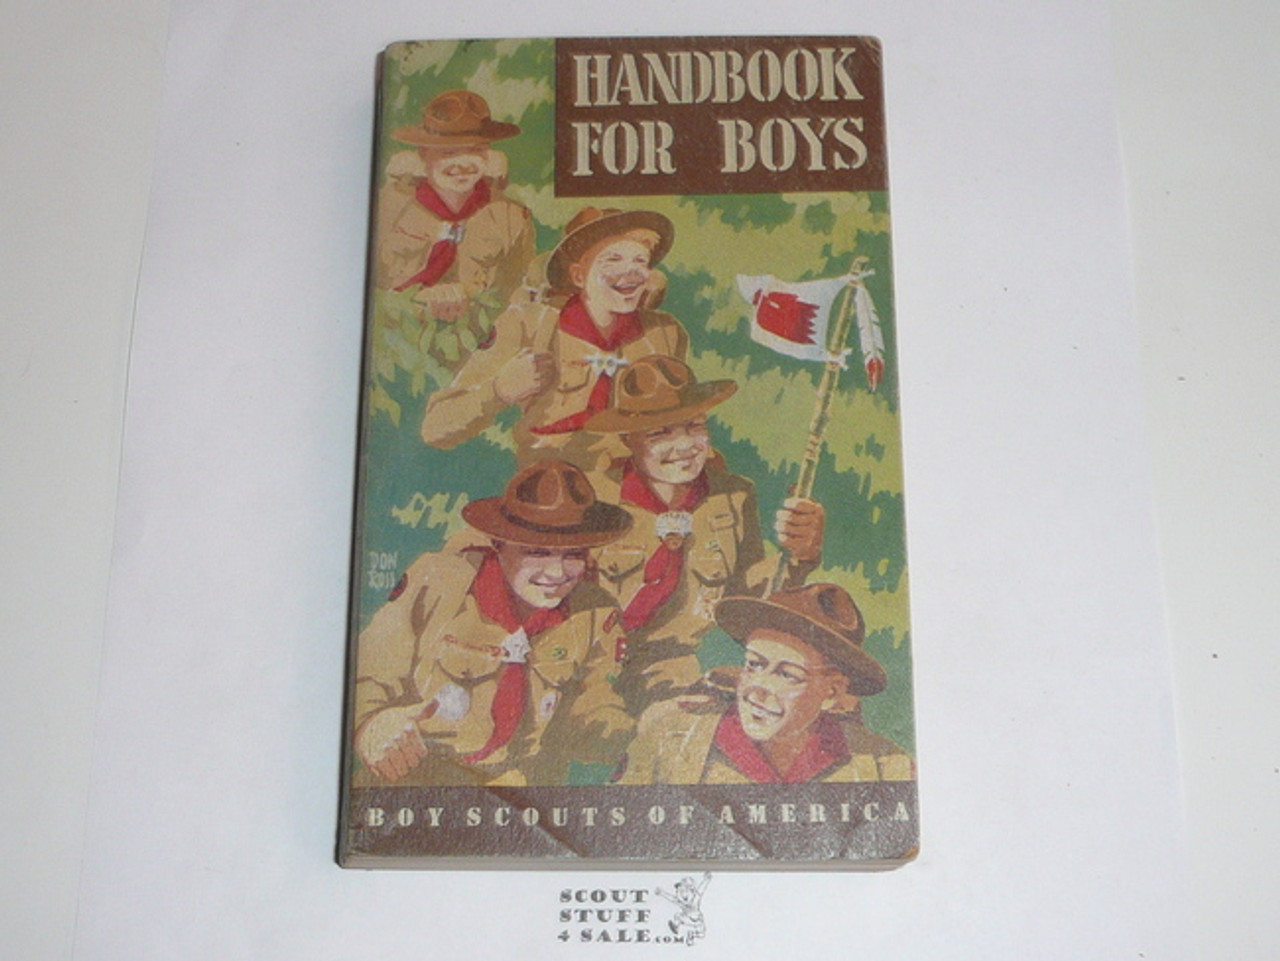 HANDBOOK
FOR BOYS
DON
ROSS
BOY SCOUTS OF AMERICA
SCOUT
STUFF
4 SALE.COM